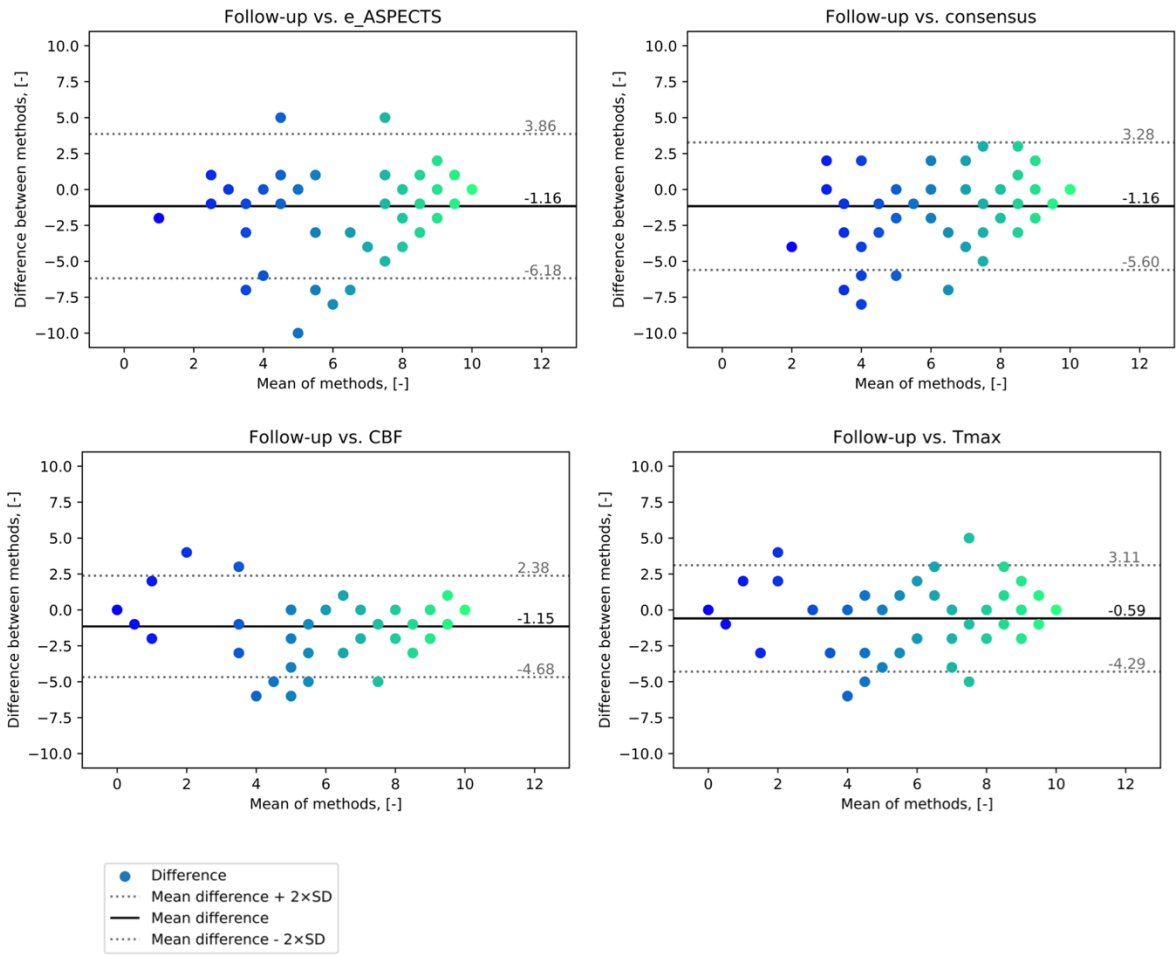 Follow-up vs. e_ASPECTS
Difference between methods, [-]
10.0
7.5
5.0
2.5
0.0
−2.5
−5.0
−7.5
−10.0
3.86
-1.16
-6.18
0 2 4 6 8 10 12
Mean of methods, [-]
Follow-up vs. consensus
Difference between methods, [-]
10.0
7.5
5.0
2.5
0.0
−2.5
−5.0
−7.5
−10.0
3.28
-1.16
-5.60
0 2 4 6 8 10 12
Mean of methods, [-]
Follow-up vs. CBF
Difference between methods, [-]
10.0
7.5
5.0
2.5
0.0
−2.5
−5.0
−7.5
−10.0
2.38
-1.15
-4.68
0 2 4 6 8 10 12
Mean of methods, [-]
Follow-up vs. Tmax
Difference between methods, [-]
10.0
7.5
5.0
2.5
0.0
−2.5
−5.0
−7.5
−10.0
3.11
-0.59
-4.29
0 2 4 6 8 10 12
Mean of methods, [-]
Difference
Mean difference + 2×SD
Mean difference
Mean difference - 2×SD